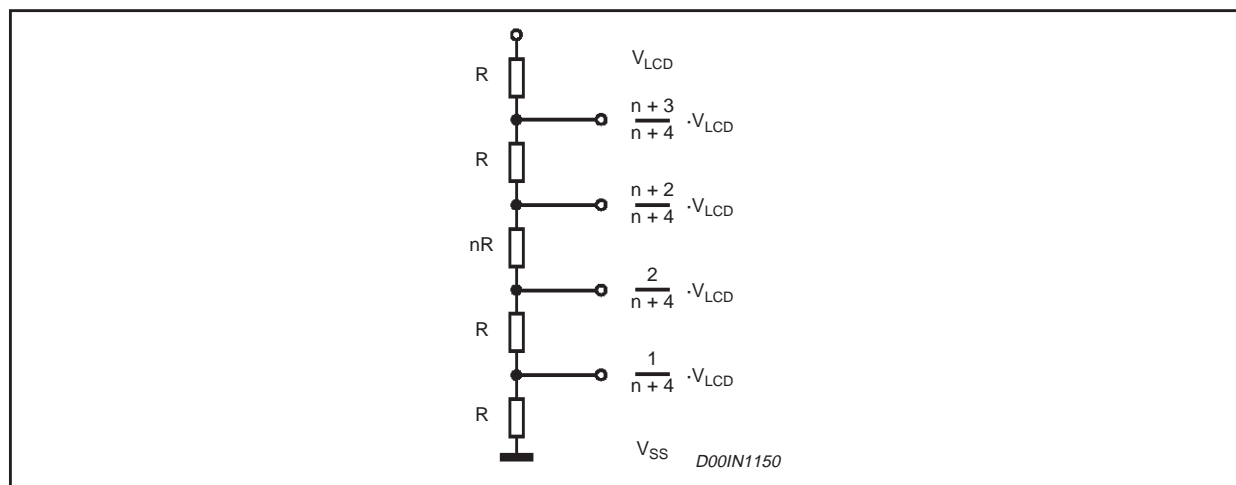 R
V_LCD
n + 3
n + 4 ·V_LCD
R
n + 2
n + 4 ·V_LCD
nR
2
n + 4 ·V_LCD
R
1
n + 4 ·V_LCD
R
V_SS
D00IN1150